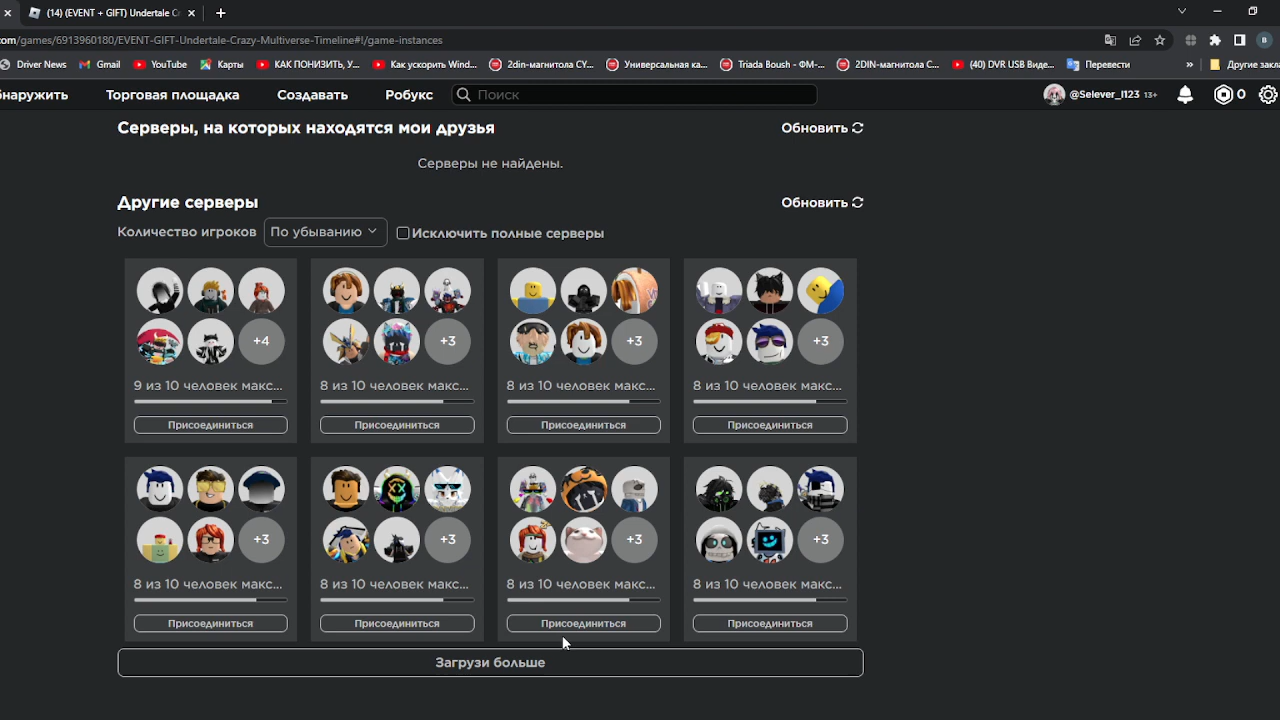 (14) (EVENT + GIFT) Undertale Cr
om/games/6913960180/EVENT-GIFT-Undertale-Crazy-Multiverse-Timeline#!/game-instances
Driver News Gmail YouTube Карты КАК ПОНИЗИТЬ, У... Как ускорить Wind... 2din-магнитола CY... Универсальная ка... Triada Boush - ФМ-... 2DIN-магнитола С... (40) DVR USB Виде... Перевести » Другие закла
бнаружить Торговая площадка Создавать Робукс Поиск @Selever_l123 13+ 0
Серверы, на которых находятся мои друзья Обновить
Серверы не найдены.
Другие серверы Обновить
Количество игроков По убыванию Исключить полные серверы
+4 +3 +3 +3
9 из 10 человек макс... 8 из 10 человек макс... 8 из 10 человек макс... 8 из 10 человек макс...
Присоединиться Присоединиться Присоединиться Присоединиться
+3 +3 +3 +3
8 из 10 человек макс... 8 из 10 человек макс... 8 из 10 человек макс... 8 из 10 человек макс...
Присоединиться Присоединиться Присоединиться Присоединиться
Загрузи больше